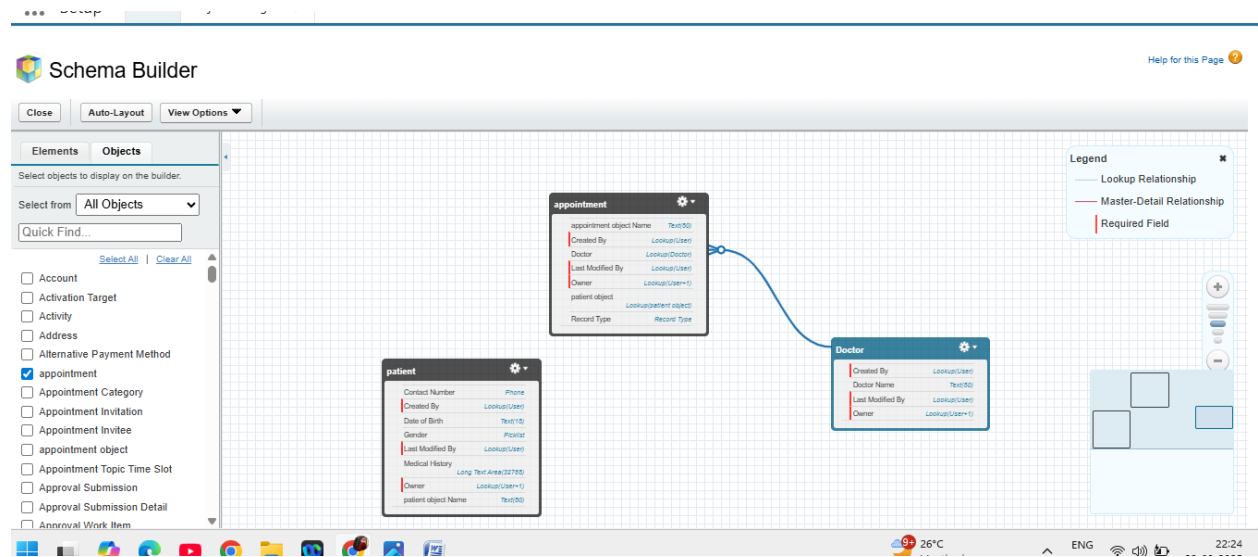 Schema Builder
Help for this Page
Close
Auto-Layout
View Options
Elements
Objects
Select objects to display on the builder.
Select from All Objects
Quick Find...
Select All | Clear All
Account
Activation Target
Activity
Address
Alternative Payment Method
appointment
Appointment Category
Appointment Invitation
Appointment Invitee
appointment object
Appointment Topic Time Slot
Approval Submission
Approval Submission Detail
Approval Work Item
appointment
appointment object Name Text(80)
Created By Lookup(User)
Doctor Lookup(Doctor)
Last Modified By Lookup(User)
Owner Lookup(User+1)
patient object
Lookup(patient object)
Record Type Record Type
patient
Contact Number Phone
Created By Lookup(User)
Date of Birth Text(15)
Gender Picklist
Last Modified By Lookup(User)
Medical History
Long Text Area(32768)
Owner Lookup(User+1)
patient object Name Text(80)
Doctor
Created By Lookup(User)
Doctor Name Text(80)
Last Modified By Lookup(User)
Owner Lookup(User+1)
Legend
Lookup Relationship
Master-Detail Relationship
Required Field
9+
26°C
ENG
22:24